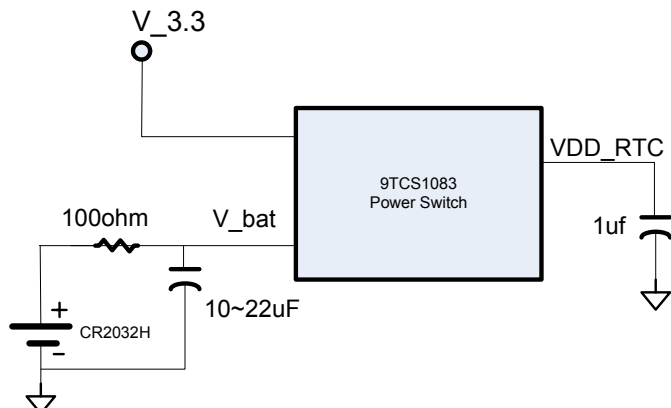 V_3.3
9TCS1083
Power Switch
VDD_RTC
100ohm
V_bat
1uf
10~22uF
+
CR2032H
-